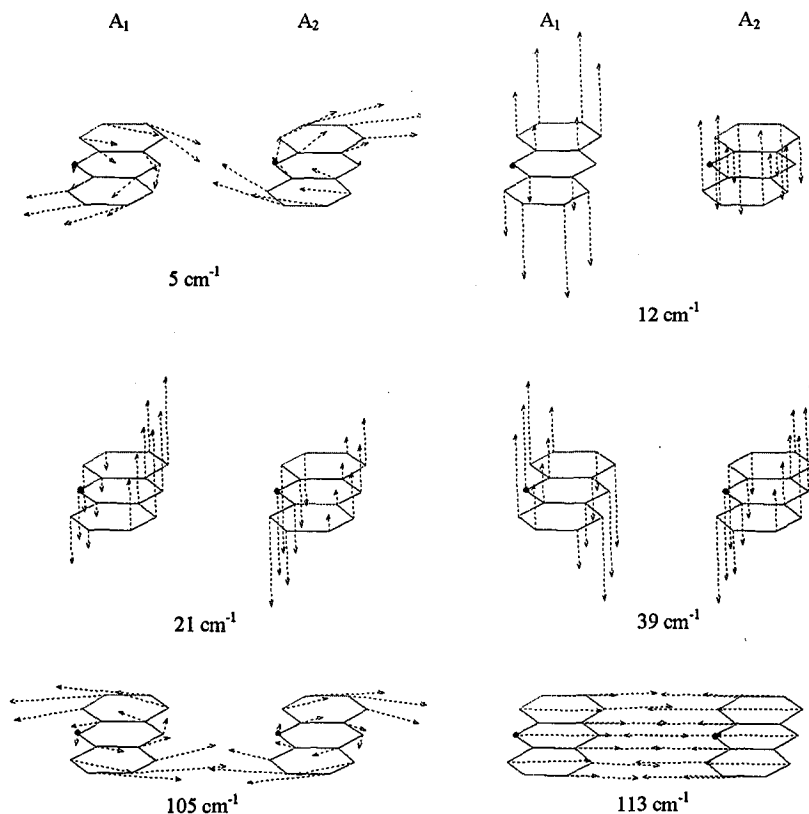 A₁ A₂ A₁ A₂
5 cm⁻¹
12 cm⁻¹
21 cm⁻¹
39 cm⁻¹
105 cm⁻¹
113 cm⁻¹